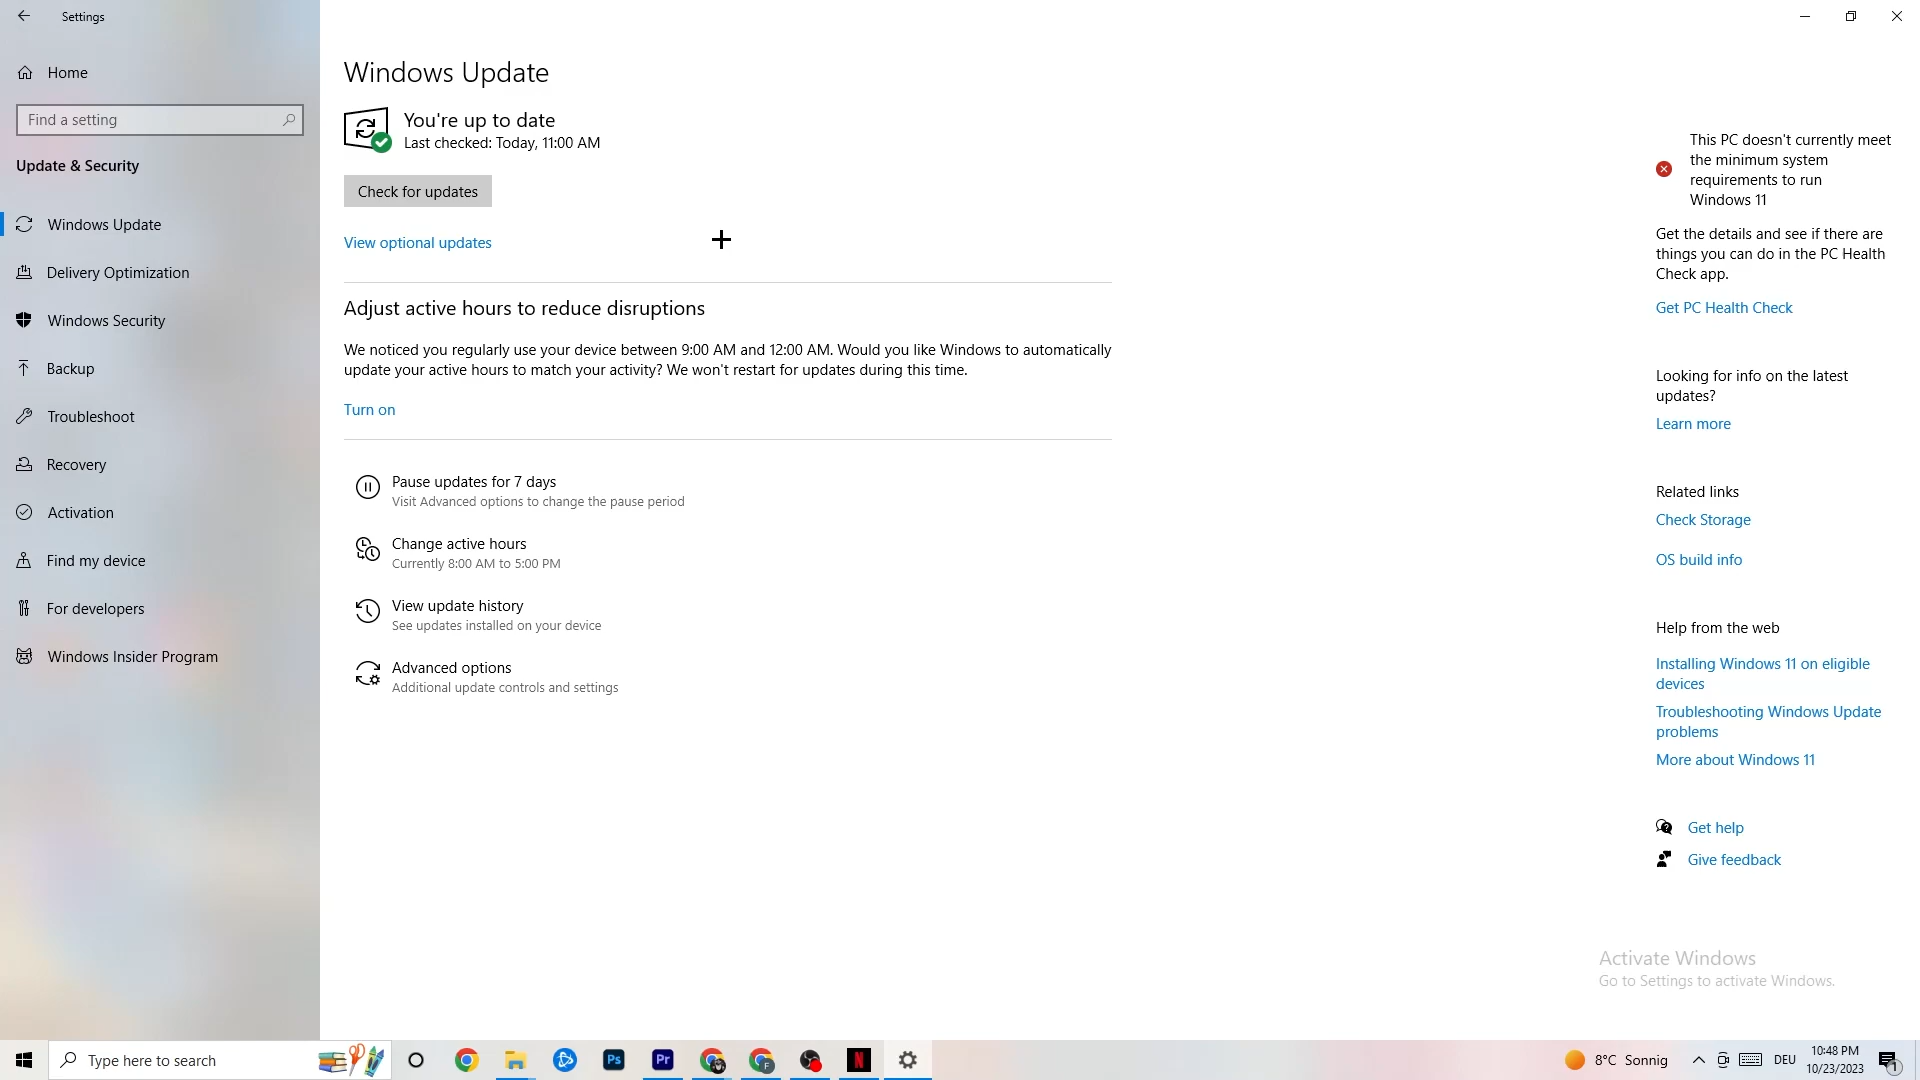 Settings
Home
Find a setting
Update & Security
Windows Update
Delivery Optimization
Windows Security
Backup
Troubleshoot
Recovery
Activation
Find my device
For developers
Windows Insider Program
Windows Update
You're up to date
Last checked: Today, 11:00 AM
Check for updates
View optional updates
Adjust active hours to reduce disruptions
We noticed you regularly use your device between 9:00 AM and 12:00 AM. Would you like Windows to automatically
update your active hours to match your activity? We won't restart for updates during this time.
Turn on
Pause updates for 7 days
Visit Advanced options to change the pause period
Change active hours
Currently 8:00 AM to 5:00 PM
View update history
See updates installed on your device
Advanced options
Additional update controls and settings
This PC doesn't currently meet
the minimum system
requirements to run
Windows 11
Get the details and see if there are
things you can do in the PC Health
Check app.
Get PC Health Check
Looking for info on the latest
updates?
Learn more
Related links
Check Storage
OS build info
Help from the web
Installing Windows 11 on eligible
devices
Troubleshooting Windows Update
problems
More about Windows 11
Get help
Give feedback
Activate Windows
Go to Settings to activate Windows.
Type here to search
Ps
Pr
F
N
8°C Sonnig
DEU
10:48 PM
10/23/2023
1